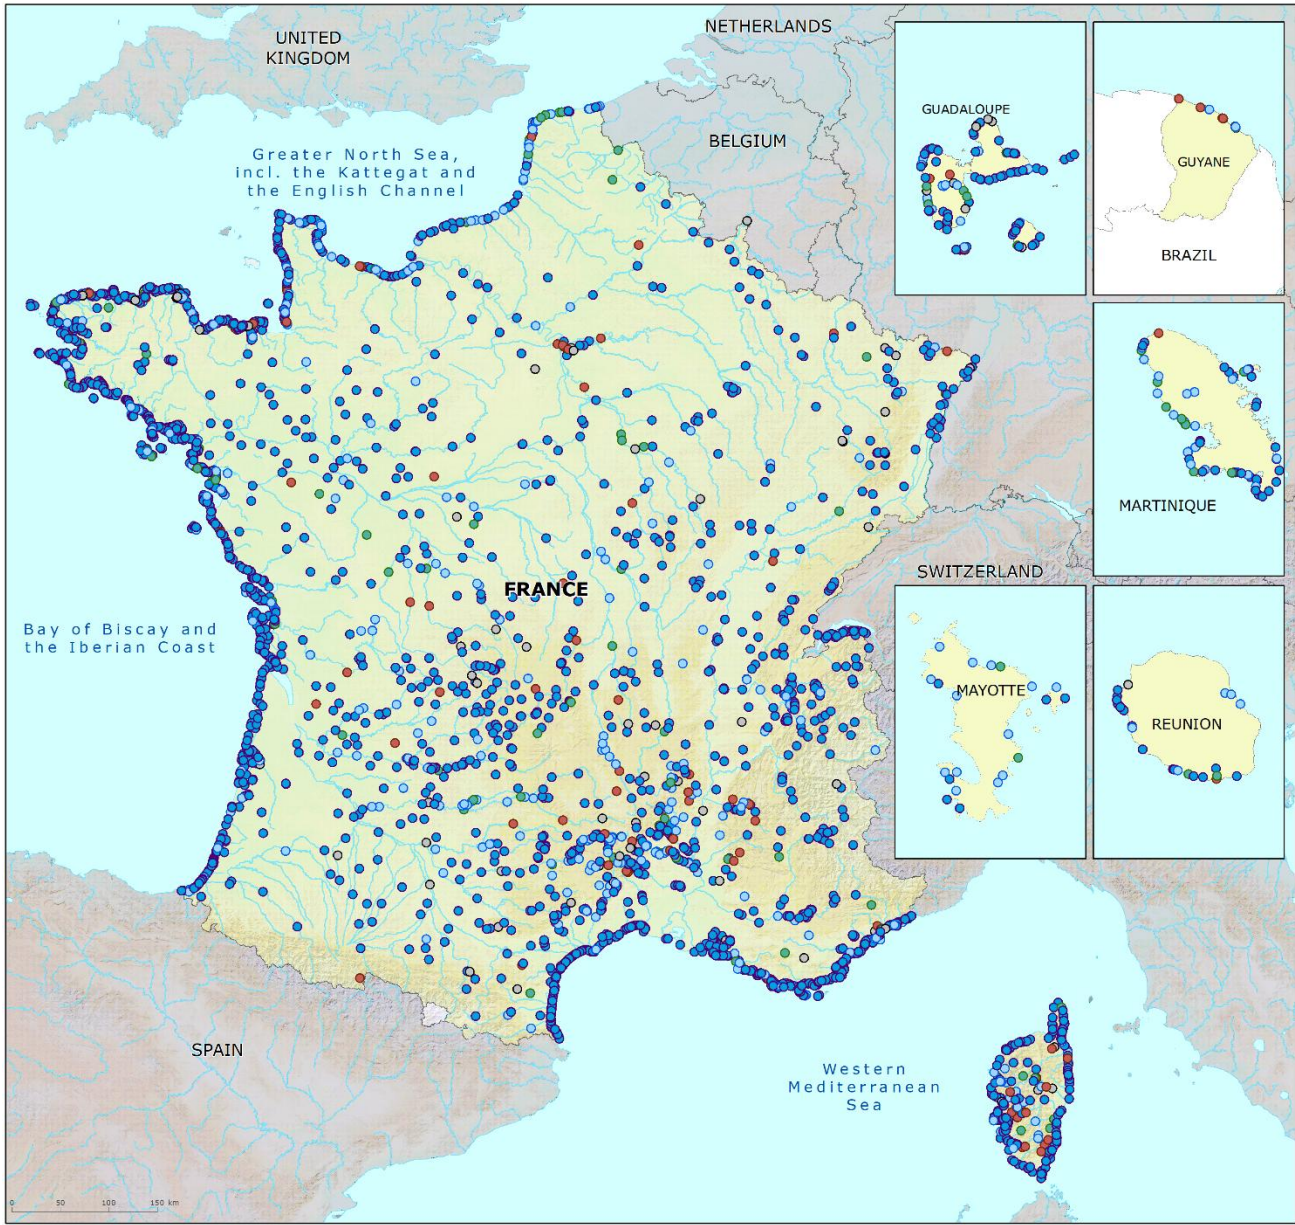 UNITED
KINGDOM
NETHERLANDS
BELGIUM
Greater North Sea,
incl. the Kattegat and
the English Channel
GUADALOUPE
GUYANE
BRAZIL
MARTINIQUE
SWITZERLAND
FRANCE
Bay of Biscay and
the Iberian Coast
MAYOTTE
REUNION
SPAIN
Western
Mediterranean
Sea
0 50 100 150 km